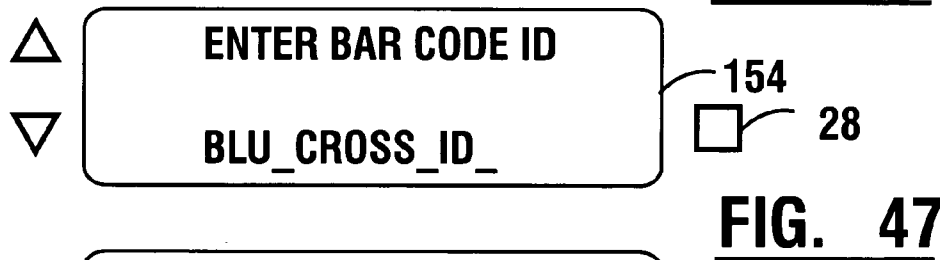 ENTER BAR CODE ID
154
28
BLU_CROSS_ID_
FIG. 47